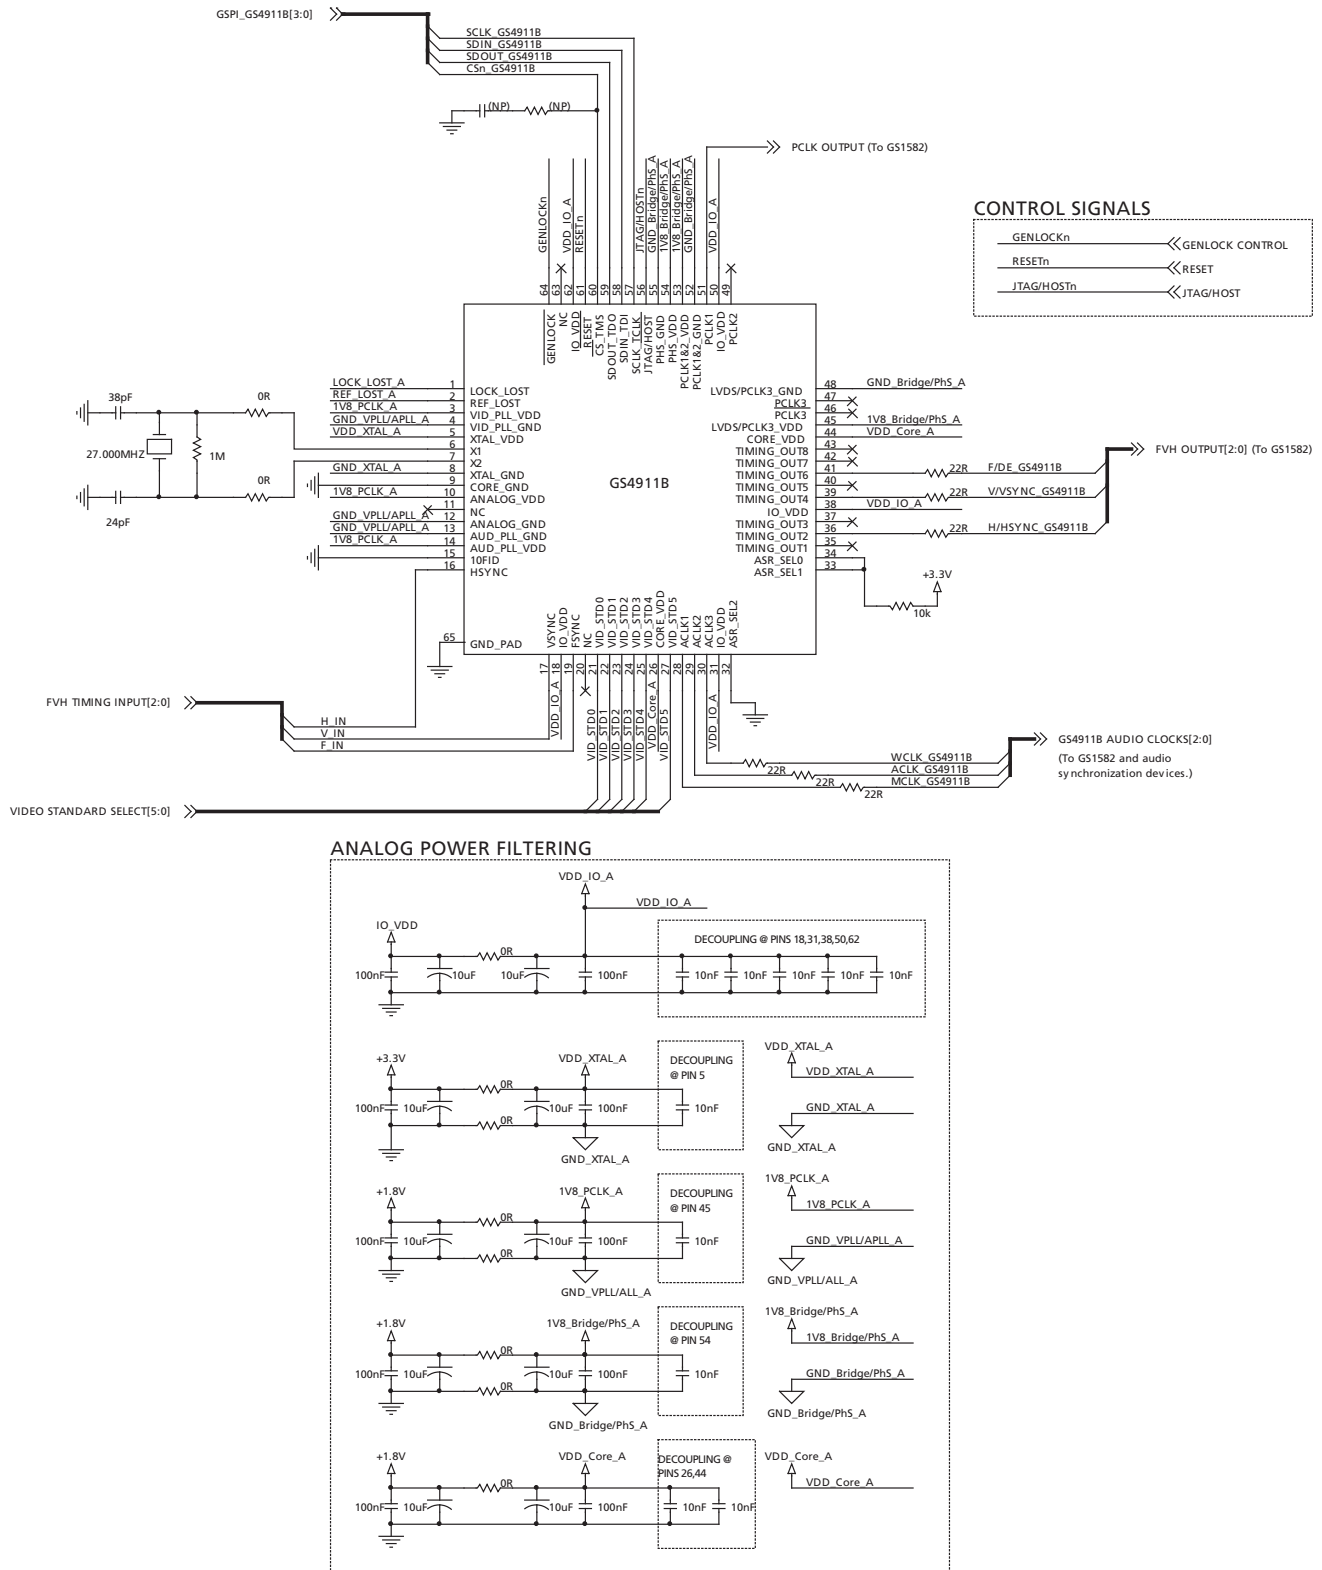 GSPI_GS4911B[3:0]
SCLK_GS4911B
SDIN_GS4911B
SDOUT_GS4911B
CSn_GS4911B
(NP)
(NP)
PCLK OUTPUT (To GS1582)
GENLOCKn
VDD_IO_A
RESETn
JTAG/HOSTn
GND_Bridge/PhS_A
1V8_Bridge/PhS_A
1V8_Bridge/PhS_A
GND_Bridge/PhS_A
VDD_IO_A
CONTROL SIGNALS
GENLOCKn
GENLOCK CONTROL
RESETn
RESET
JTAG/HOSTn
JTAG/HOST
64
63
62
61
60
59
58
57
56
55
54
53
52
51
50
49
GENLOCK
NC
IO_VDD
RESET
CS_TMS
SDOUT_TDO
SDIN_TDI
SCLK_TCLK
JTAG/HOST
PHS_GND
PHS_VDD
PCLK1&2_VDD
PCLK1&2_GND
PCLK1
IO_VDD
PCLK2
LOCK_LOST_A 1 LOCK_LOST
REF_LOST_A 2 REF_LOST
1V8_PCLK_A 3 VID_PLL_VDD
GND_VPLL/APLL_A 4 VID_PLL_GND
VDD_XTAL_A 5 XTAL_VDD
6 X1
7 X2
GND_XTAL_A 8 XTAL_GND
9 CORE_GND
1V8_PCLK_A 10 ANALOG_VDD
11 NC
GND_VPLL/APLL_A 12 ANALOG_GND
GND_VPLL/APLL_A 13 AUD_PLL_GND
1V8_PCLK_A 14 AUD_PLL_VDD
15 10FID
16 HSYNC
65 GND_PAD
38pF
0R
27.000MHZ
1M
0R
24pF
GS4911B
LVDS/PCLK3_GND 48 GND_Bridge/PhS_A
PCLK3 47
PCLK3 46
LVDS/PCLK3_VDD 45 1V8_Bridge/PhS_A
CORE_VDD 44 VDD_Core_A
TIMING_OUT8 43
TIMING_OUT7 42
TIMING_OUT6 41 22R F/DE_GS4911B
TIMING_OUT5 40
TIMING_OUT4 39 22R V/VSYNC_GS4911B
IO_VDD 38 VDD_IO_A
TIMING_OUT3 37
TIMING_OUT2 36 22R H/HSYNC_GS4911B
TIMING_OUT1 35
ASR_SEL0 34
ASR_SEL1 33
FVH OUTPUT[2:0] (To GS1582)
+3.3V
10k
VSYNC
IO_VDD
FSYNC
NC
VID_STD0
VID_STD1
VID_STD2
VID_STD3
VID_STD4
CORE_VDD
VID_STD5
ACLK1
ACLK2
ACLK3
IO_VDD
ASR_SEL2
17
18
19
20
21
22
23
24
25
26
27
28
29
30
31
32
VDD_IO_A
VID_STD0
VID_STD1
VID_STD2
VID_STD3
VID_STD4
VDD_Core_A
VID_STD5
VDD_IO_A
FVH TIMING INPUT[2:0]
H_IN
V_IN
F_IN
VIDEO STANDARD SELECT[5:0]
WCLK_GS4911B
22R
ACLK_GS4911B
22R
MCLK_GS4911B
22R
GS4911B AUDIO CLOCKS[2:0]
(To GS1582 and audio
synchronization devices.)
ANALOG POWER FILTERING
VDD_IO_A
VDD_IO_A
IO_VDD
DECOUPLING @ PINS 18,31,38,50,62
0R
100nF 10uF 10uF 100nF 10nF 10nF 10nF 10nF 10nF
+3.3V
VDD_XTAL_A
DECOUPLING
@ PIN 5
VDD_XTAL_A
VDD_XTAL_A
0R
100nF 10uF 10uF 100nF 10nF
GND_XTAL_A
0R
GND_XTAL_A
GND_XTAL_A
+1.8V
1V8_PCLK_A
DECOUPLING
@ PIN 45
1V8_PCLK_A
1V8_PCLK_A
0R
100nF 10uF 10uF 100nF 10nF
GND_VPLL/APLL_A
0R
GND_VPLL/ALL_A
GND_VPLL/ALL_A
+1.8V
1V8_Bridge/PhS_A
DECOUPLING
@ PIN 54
1V8_Bridge/PhS_A
1V8_Bridge/PhS_A
0R
100nF 10uF 10uF 100nF 10nF
GND_Bridge/PhS_A
0R
GND_Bridge/PhS_A
GND_Bridge/PhS_A
+1.8V
VDD_Core_A
DECOUPLING @
PINS 26,44
VDD_Core_A
VDD_Core_A
0R
100nF 10uF 10uF 100nF 10nF 10nF